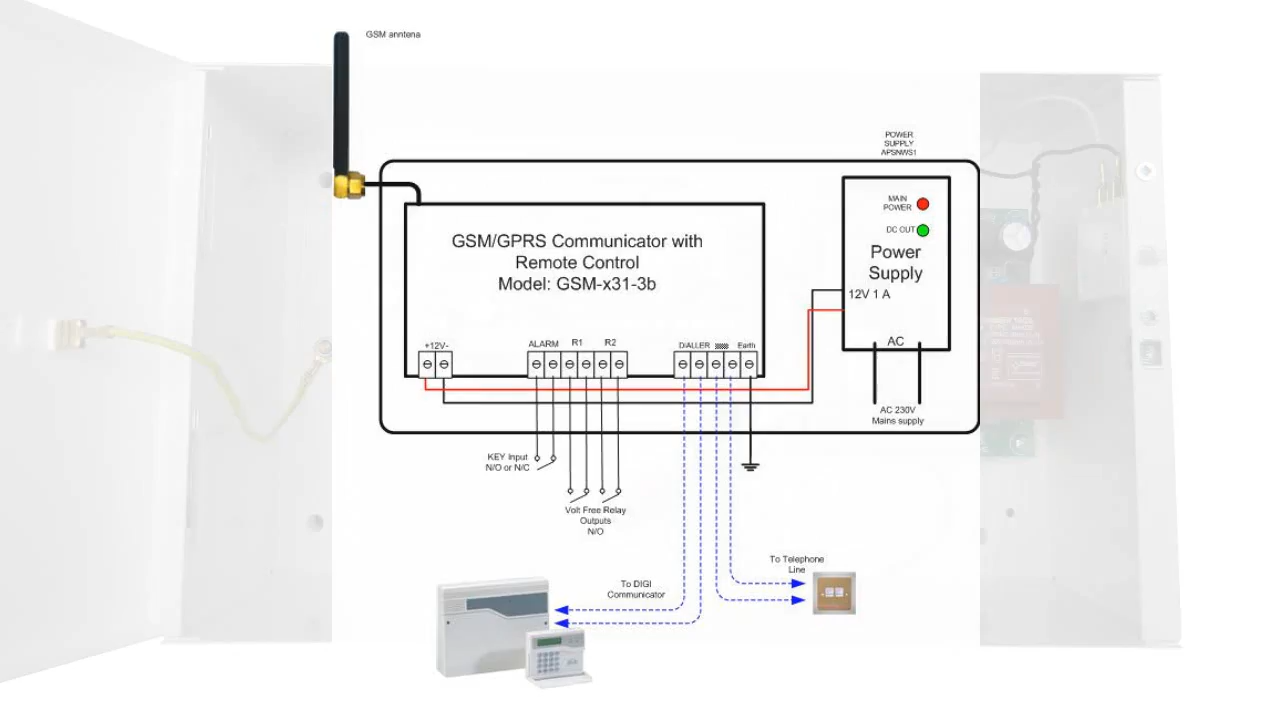 GSM anntena
POWER
SUPPLY
APSNWS1
MAIN
POWER
DC OUT
Power
Supply
12V 1 A
AC
AC 230V
Mains supply
GSM/GPRS Communicator with
Remote Control
Model: GSM-x31-3b
+12V-
ALARM
R1
R2
DIALLER
Earth
KEY Input
N/O or N/C
Volt Free Relay
Outputs
N/O
To DIGI
Communicator
To Telephone
Line